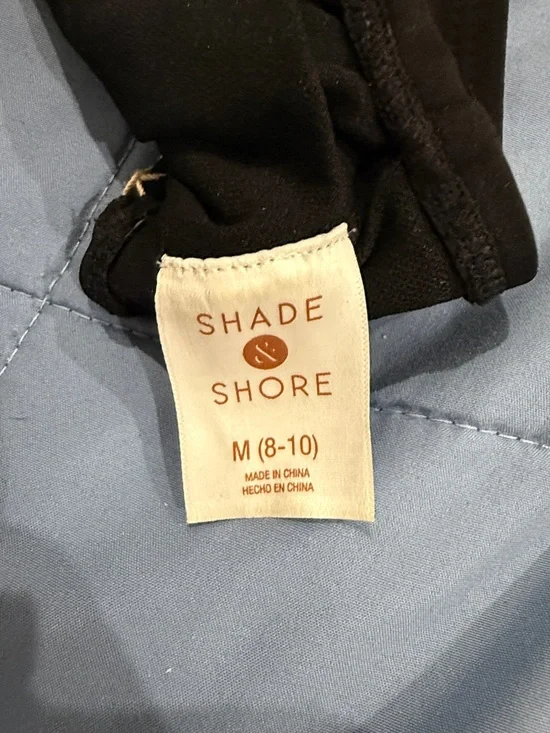 SHADE
&
SHORE
M (8-10)
MADE IN CHINA
HECHO EN CHINA